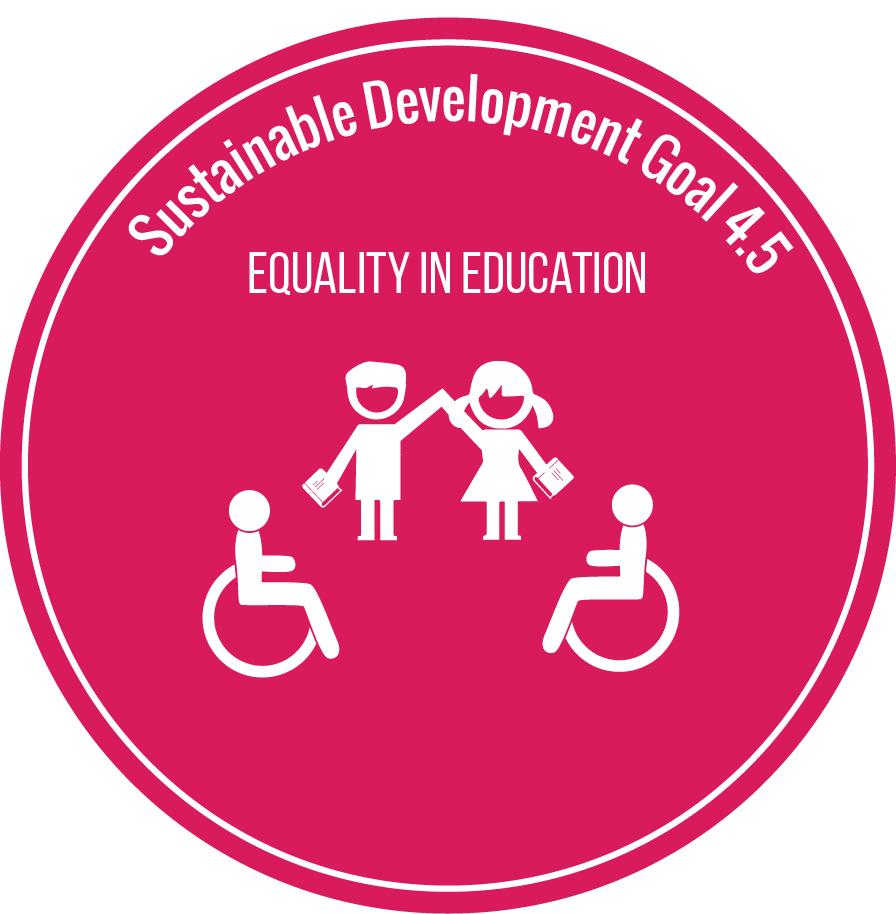 Sustainable Development Goal 4.5
EQUALITY IN EDUCATION